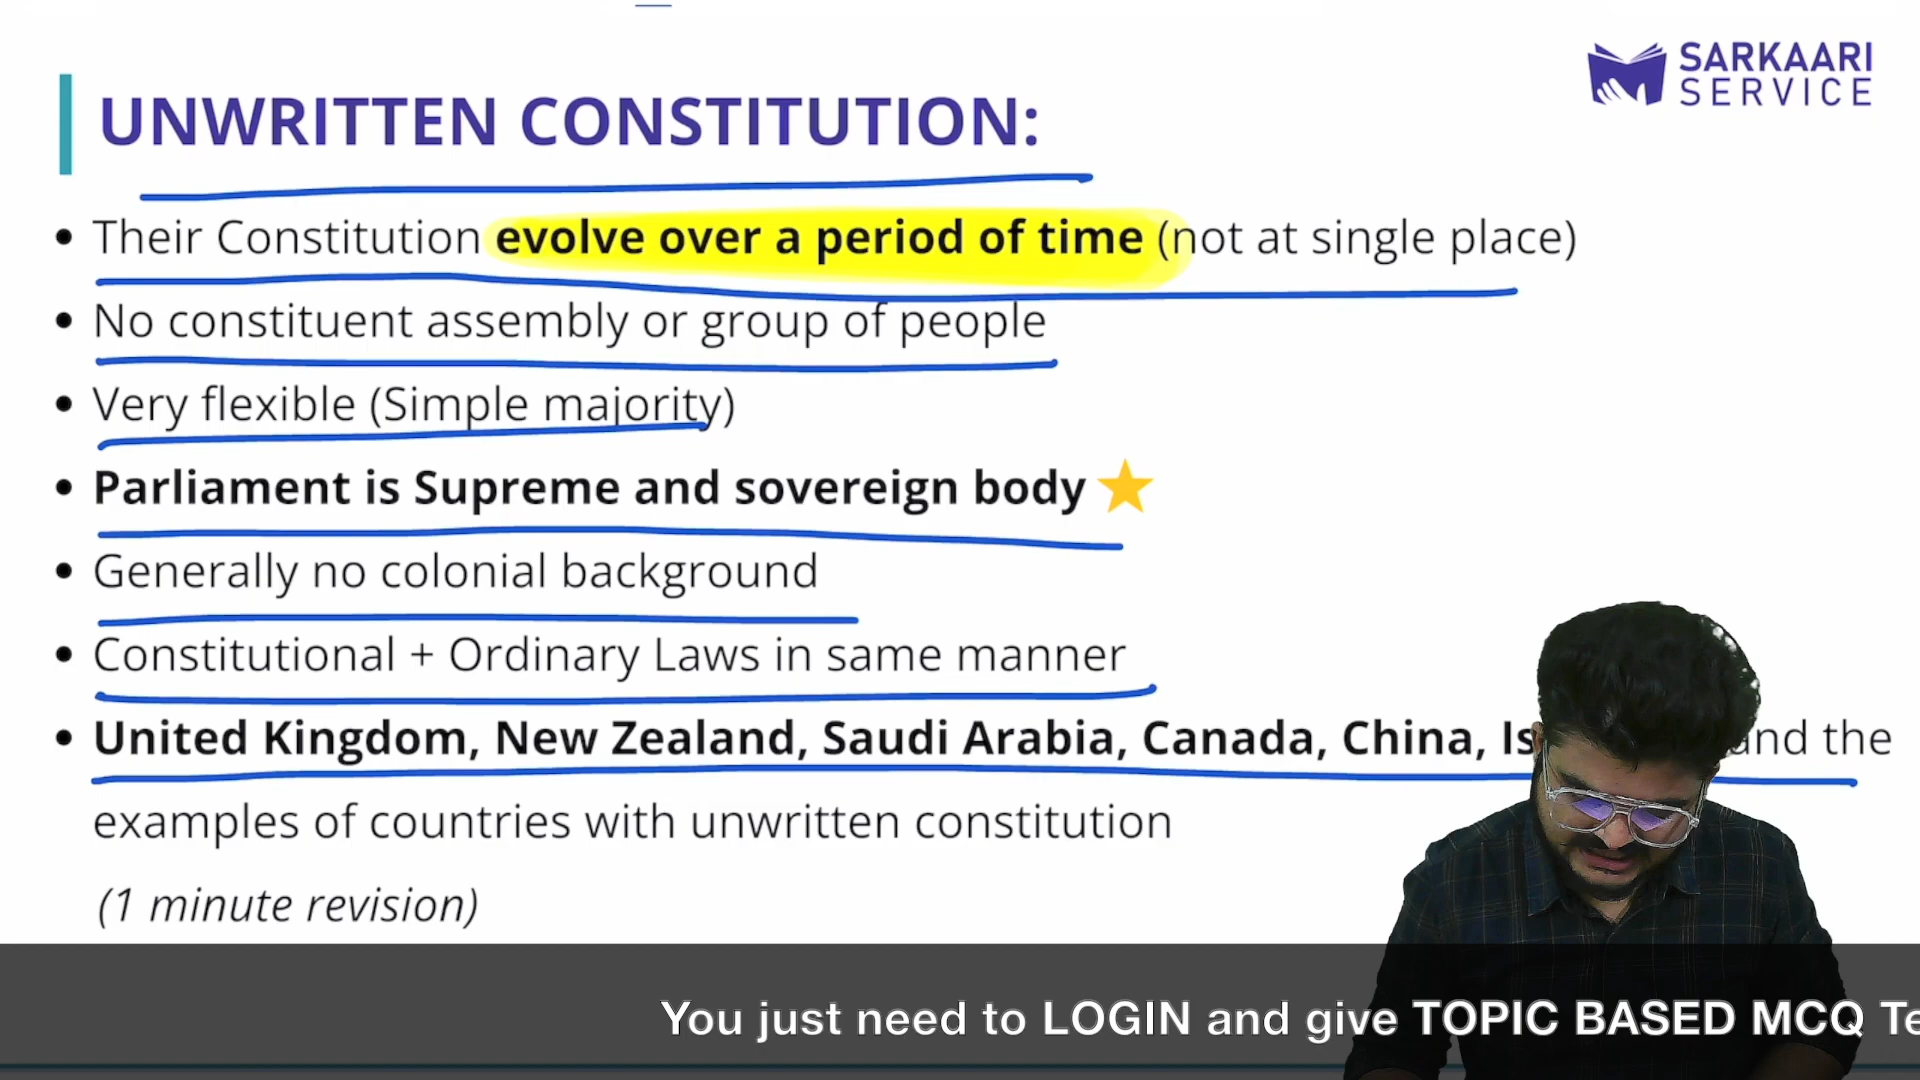 SARKAARI
SERVICE
UNWRITTEN CONSTITUTION:
• Their Constitution evolve over a period of time (not at single place)
• No constituent assembly or group of people
• Very flexible (Simple majority)
• Parliament is Supreme and sovereign body
• Generally no colonial background
• Constitutional + Ordinary Laws in same manner
• United Kingdom, New Zealand, Saudi Arabia, Canada, China, and the
examples of countries with unwritten constitution
(1 minute revision)
You just need to LOGIN and give TOPIC BASED MCQ